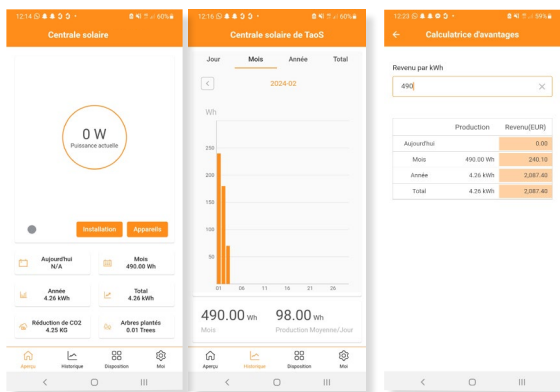 12:14
60%
Centrale solaire
0 W
Puissance actuelle
Installation
Appareils
Aujourd'hui
N/A
Mois
490.00 Wh
Année
4.26 kWh
Total
4.26 kWh
Réduction de CO2
4.25 KG
Arbres plantés
0.01 Trees
Aperçu
Historique
Disposition
Moi
12:16
60%
Centrale solaire de TaoS
Jour Mois Année Total
2024-02
Wh
250
200
150
100
50
01 06 11 16 21 26
490.00 Wh 98.00 Wh
Mois Production Moyenne/Jour
Aperçu
Historique
Disposition
Moi
12:23
59%
Calculatrice d'avantages
Revenu par kWh
490
Production Revenu(EUR)
Aujourd'hui 0.00
Mois 490.00 Wh 240.10
Année 4.26 kWh 2,087.40
Total 4.26 kWh 2,087.40